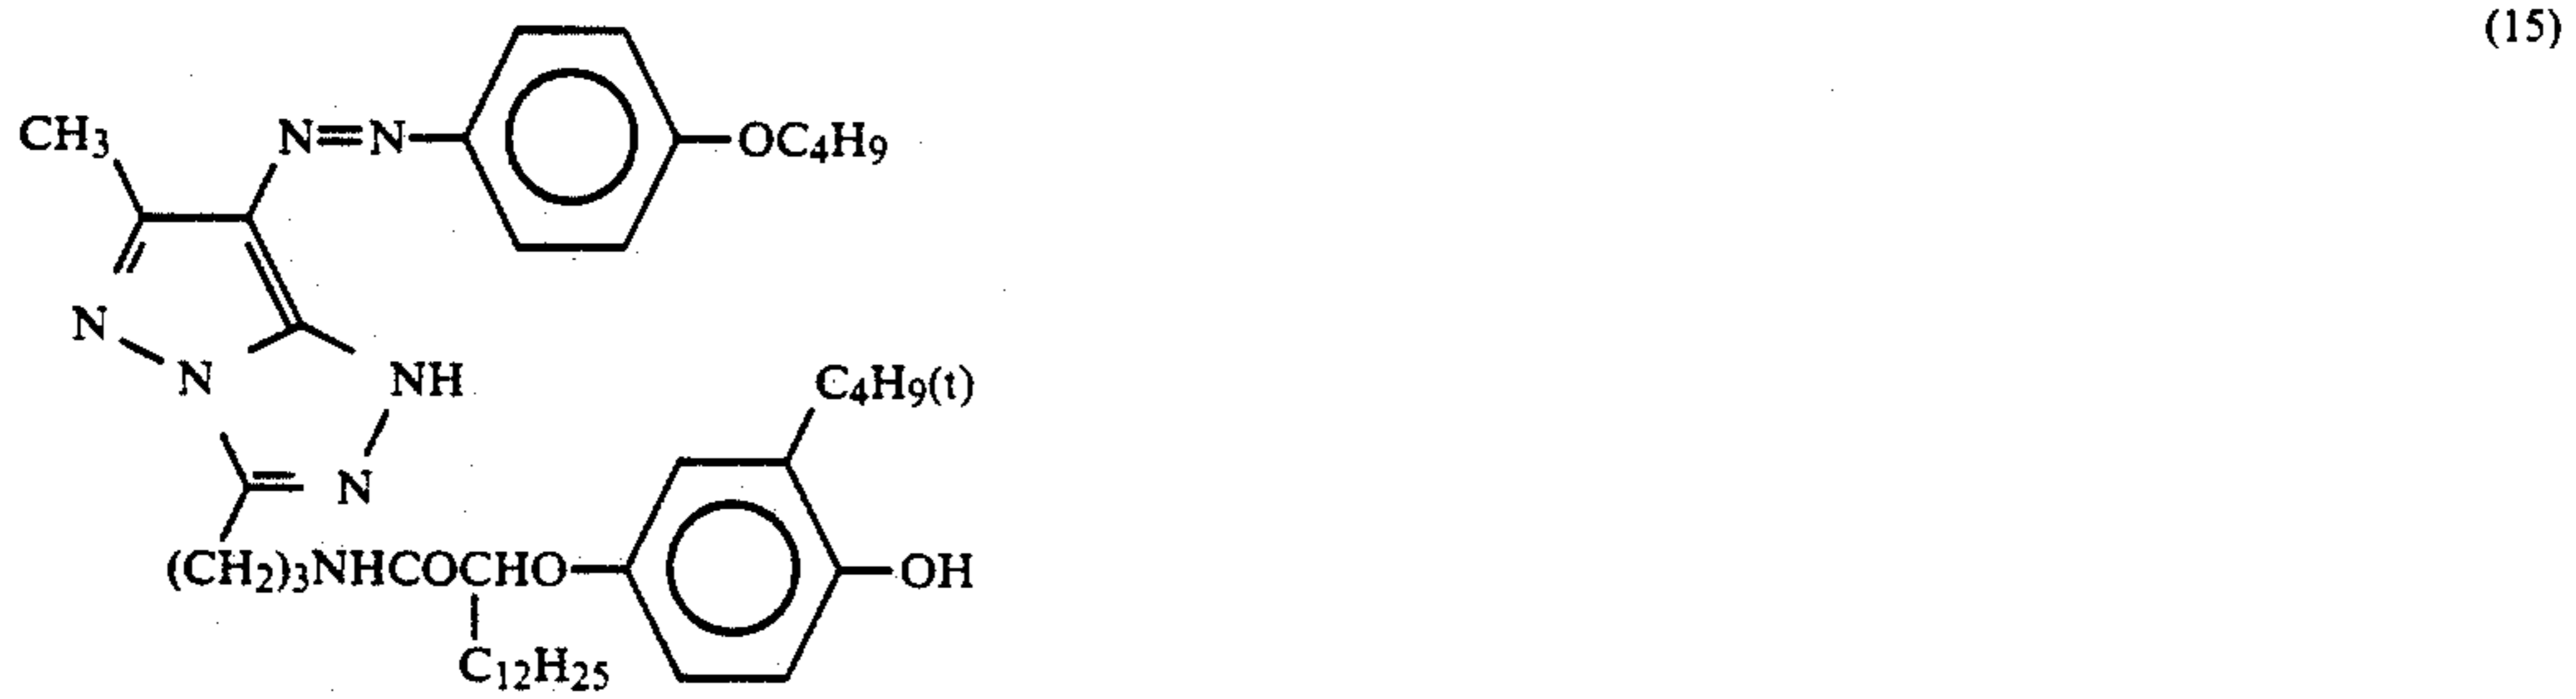 (15)
CH₃ N=N OC₄H₉
N
N NH
C₄H₉(t)
N
(CH₂)₃NHCOCHO OH
C₁₂H₂₅